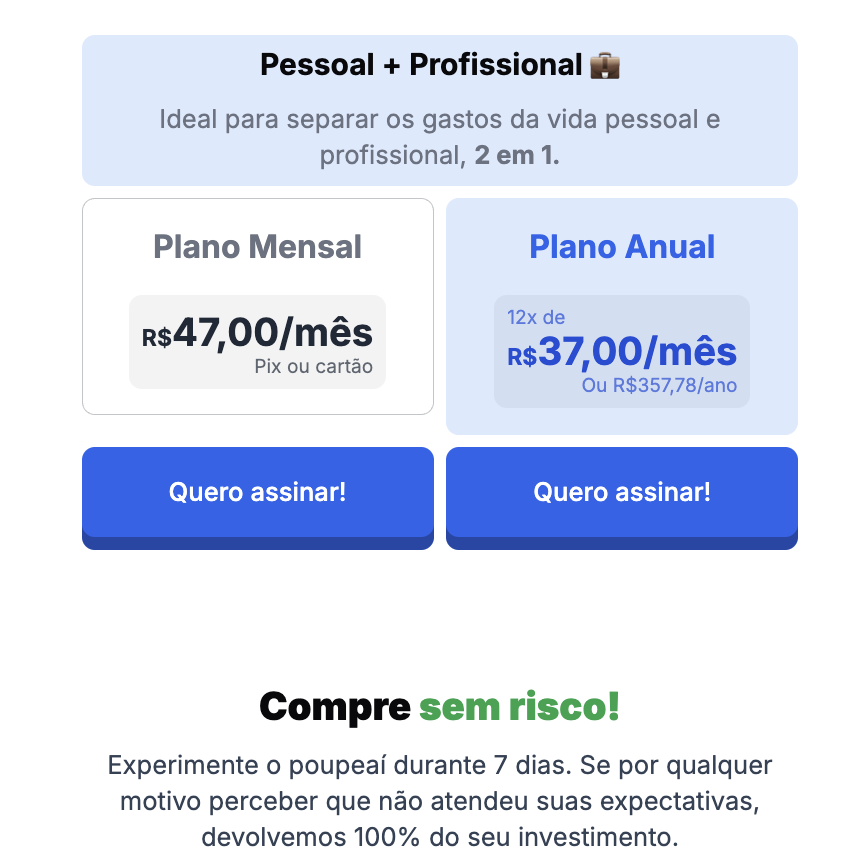 Pessoal + Profissional 💼
Ideal para separar os gastos da vida pessoal e
profissional, 2 em 1.
Plano Mensal
R$47,00/mês
Pix ou cartão
Plano Anual
12x de
R$37,00/mês
Ou R$357,78/ano
Quero assinar!
Quero assinar!
Compre sem risco!
Experimente o poupeaí durante 7 dias. Se por qualquer
motivo perceber que não atendeu suas expectativas,
devolvemos 100% do seu investimento.